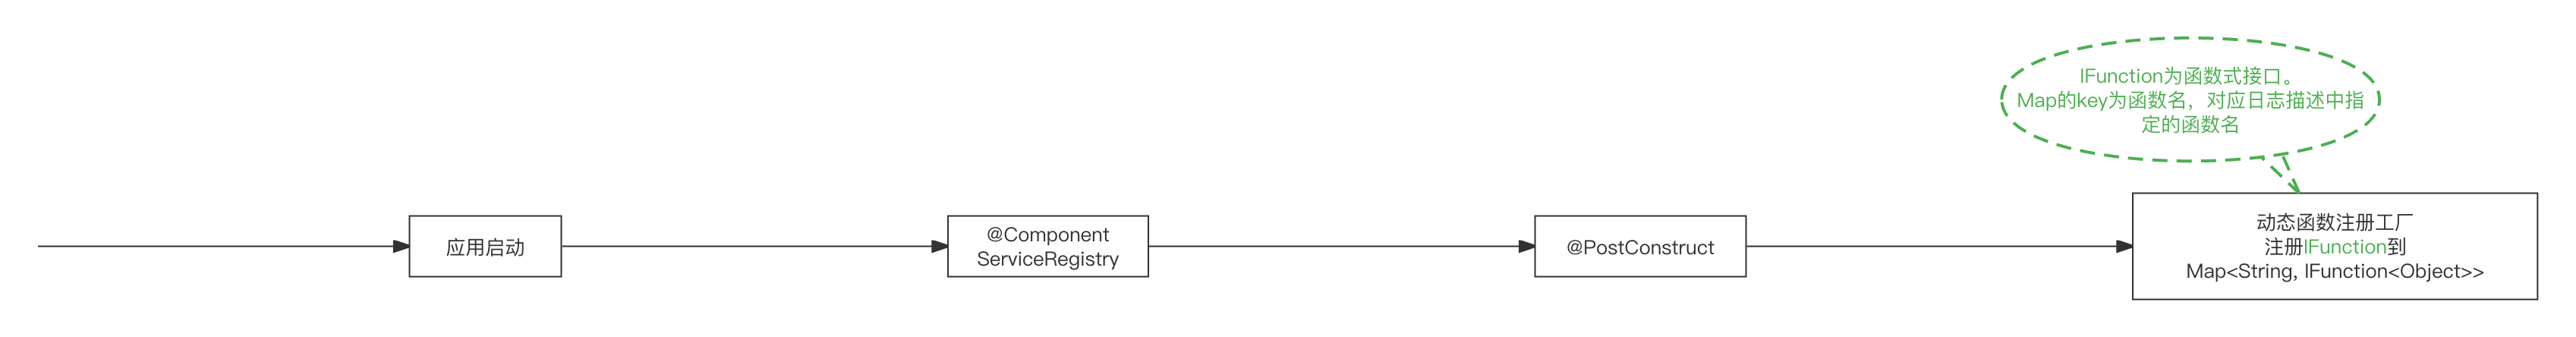 IFunction为函数式接口。
Map的key为函数名，对应日志描述中指
定的函数名
应用启动
@Component
ServiceRegistry
@PostConstruct
动态函数注册工厂
注册IFunction到
Map<String, IFunction<Object>>